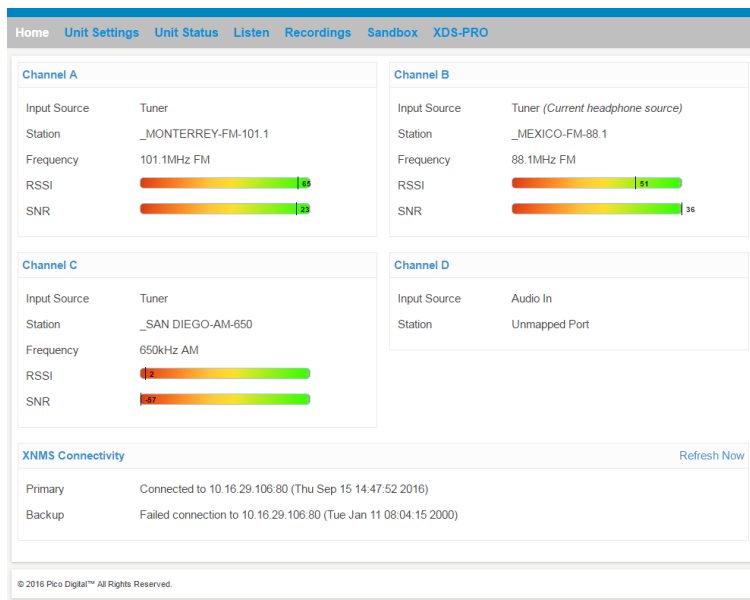 Home Unit Settings Unit Status Listen Recordings Sandbox XDS-PRO
Channel A
Input Source Tuner
Station _MONTERREY-FM-101.1
Frequency 101.1MHz FM
RSSI 65
SNR 23
Channel B
Input Source Tuner (Current headphone source)
Station _MEXICO-FM-88.1
Frequency 88.1MHz FM
RSSI 51
SNR 36
Channel C
Input Source Tuner
Station _SAN DIEGO-AM-650
Frequency 650kHz AM
RSSI 2
SNR -57
Channel D
Input Source Audio In
Station Unmapped Port
XNMS Connectivity Refresh Now
Primary Connected to 10.16.29.106:80 (Thu Sep 15 14:47:52 2016)
Backup Failed connection to 10.16.29.106:80 (Tue Jan 11 08:04:15 2000)
© 2016 Pico Digital™ All Rights Reserved.